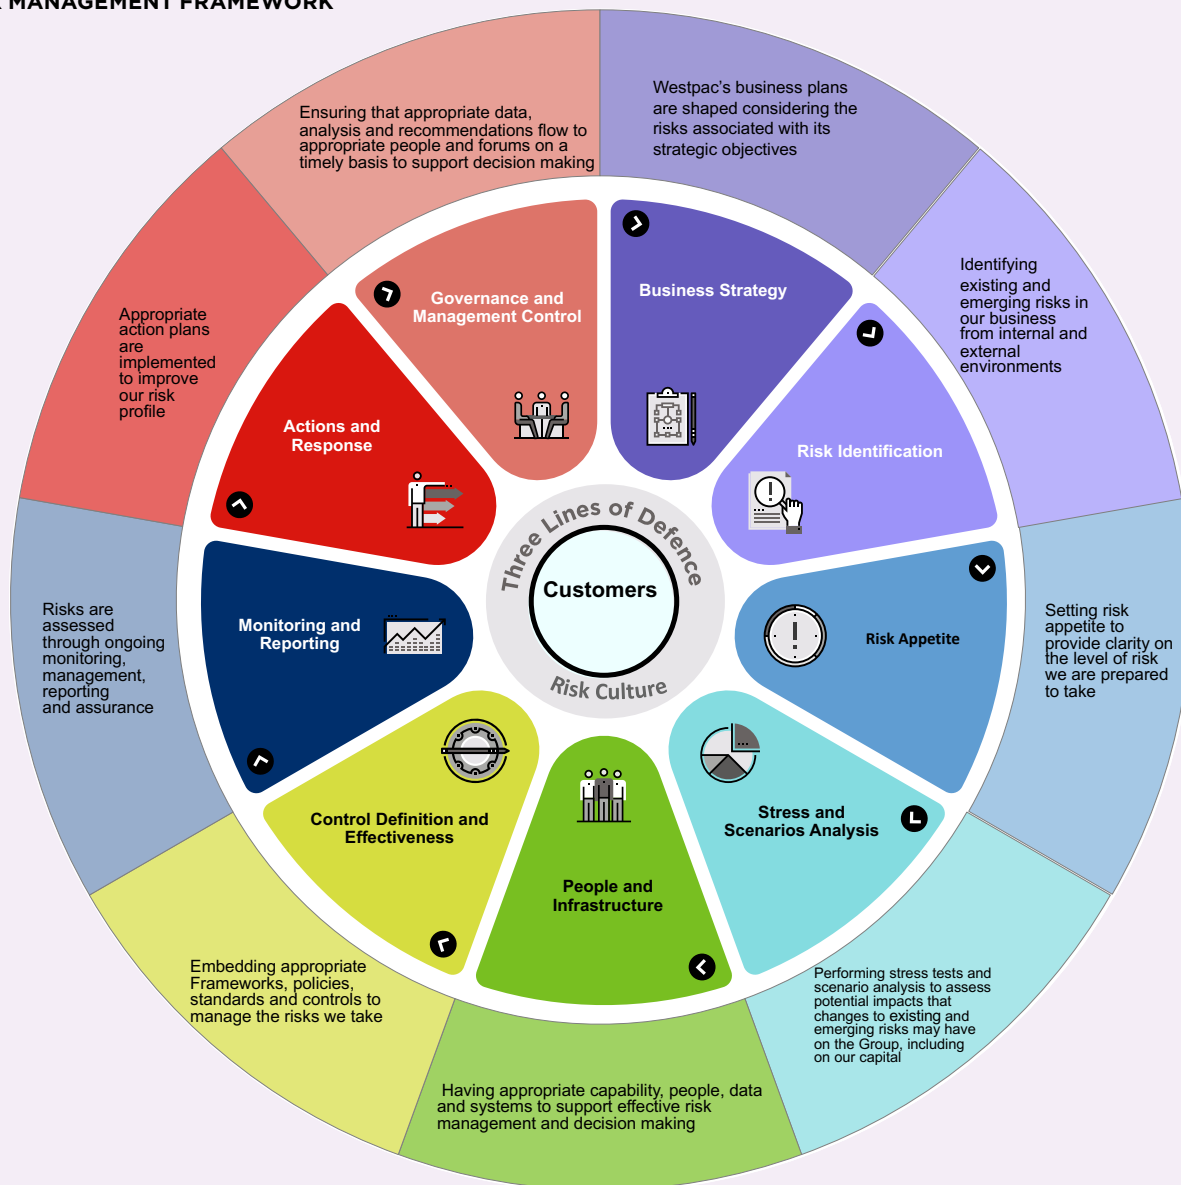 MANAGEMENT FRAMEWORK
Westpac's business plans
are shaped considering the
risks associated with its
strategic objectives
Business Strategy
Identifying
existing and
emerging risks in
our business
from internal and
external
environments
Risk Identification
Setting risk
appetite to
provide clarity on
the level of risk
we are prepared
to take
Risk Appetite
Performing stress tests and
scenario analysis to assess
potential impacts that
changes to existing and
emerging risks may have
on the Group, including
on our capital
Stress and
Scenarios Analysis
Having appropriate capability, people, data
and systems to support effective risk
management and decision making
People and
Infrastructure
Embedding appropriate
Frameworks, policies,
standards and controls to
manage the risks we take
Control Definition and
Effectiveness
Risks are
assessed
through ongoing
monitoring,
management,
reporting
and assurance
Monitoring and
Reporting
Appropriate
action plans
are
implemented
to improve
our risk
profile
Actions and
Response
Ensuring that appropriate data,
analysis and recommendations flow to
appropriate people and forums on a
timely basis to support decision making
Governance and
Management Control
Three Lines of Defence
Customers
Risk Culture